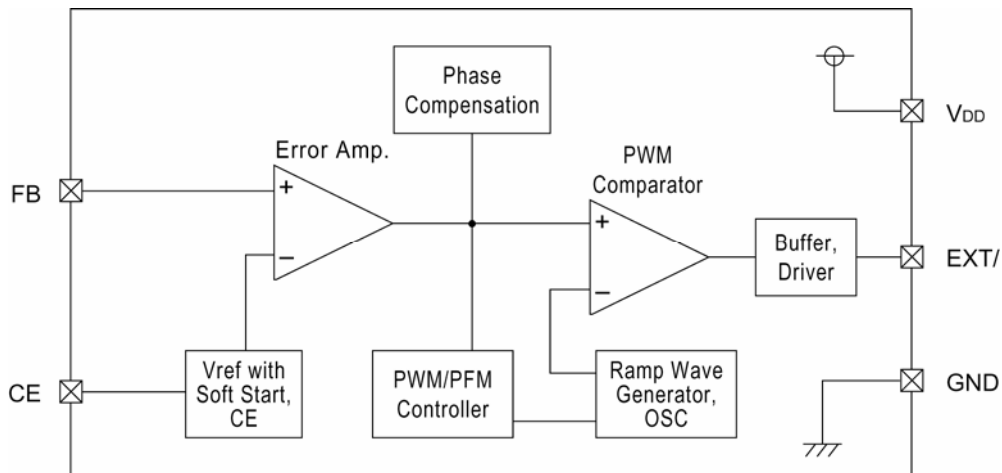 Phase
Compensation
Error Amp.
PWM
Comparator
VDD
FB
+
−
+
−
Buffer,
Driver
EXT/
CE
Vref with
Soft Start,
CE
PWM/PFM
Controller
Ramp Wave
Generator,
OSC
GND